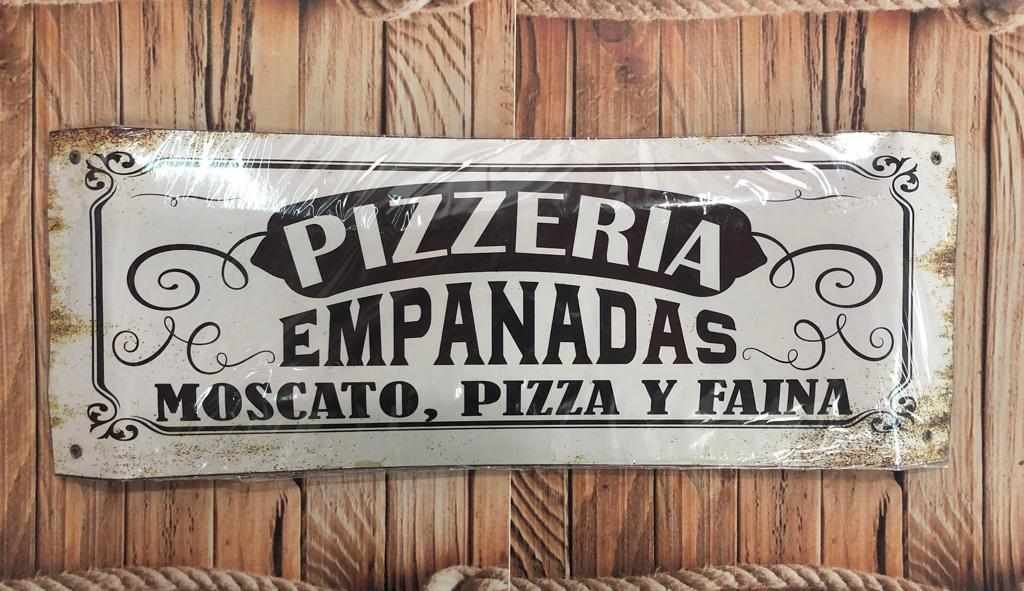 PIZZERIA
EMPANADAS
MOSCATO, PIZZA Y FAINA